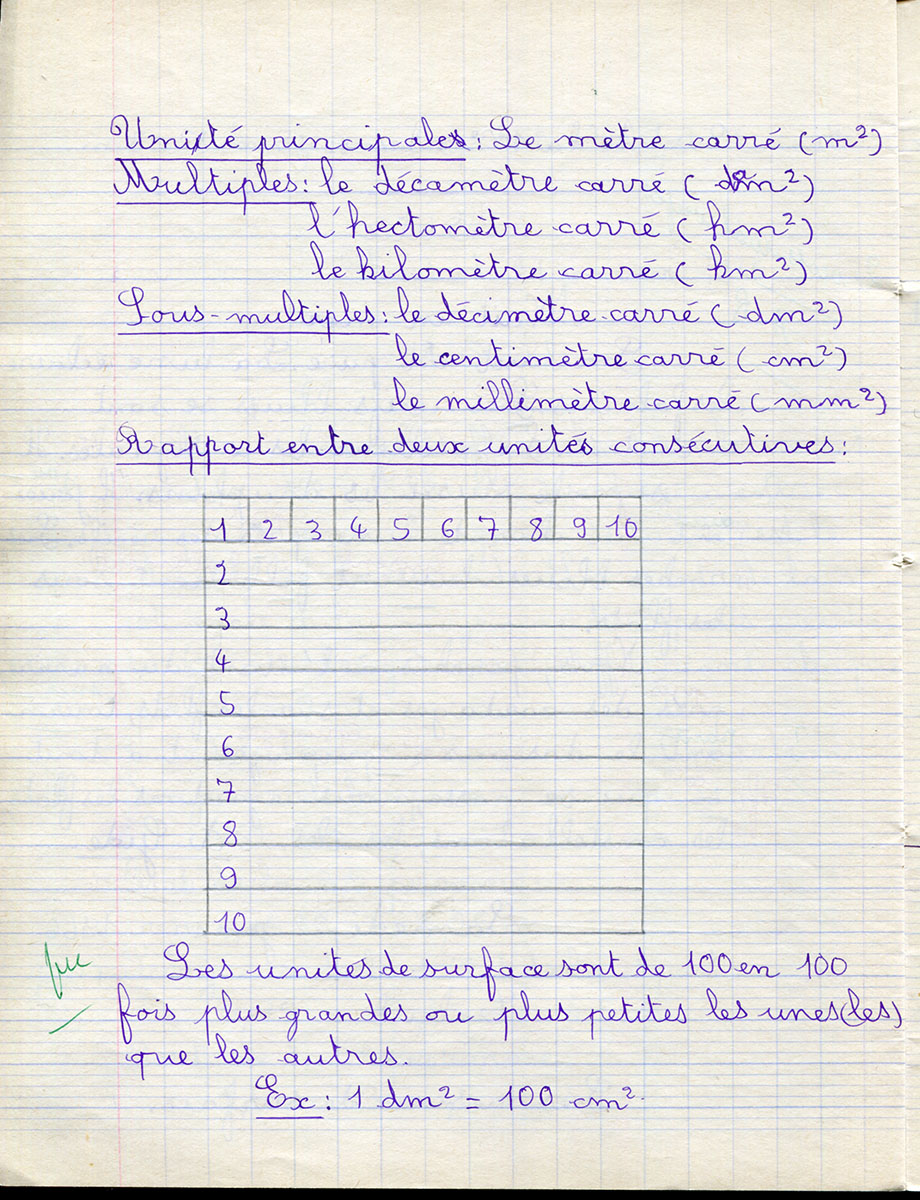 Unité principale : Le mètre carré (m²)
Multiples : le décamètre carré ( dam²)
l'hectomètre carré ( hm²)
le kilomètre carré ( km²)
Sous-multiples : le décimètre carré ( dm²)
le centimètre carré ( cm²)
le millimètre carré ( mm²)
Rapport entre deux unités consécutives :
1 2 3 4 5 6 7 8 9 10
2
3
4
5
6
7
8
9
10
Les unites de surface sont de 100 en 100
fois plus grandes ou plus petites les unes (les)
que les autres.
Ex : 1 dm² = 100 cm².